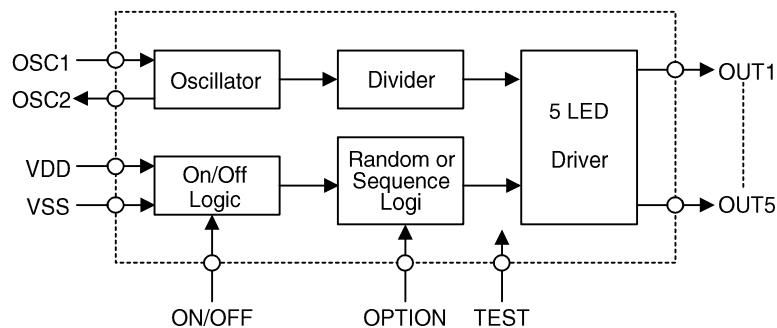 OSC1
OSC2
VDD
VSS
Oscillator
Divider
On/Off
Logic
Random or
Sequence
Logi
5 LED
Driver
OUT1
OUT5
ON/OFF
OPTION
TEST